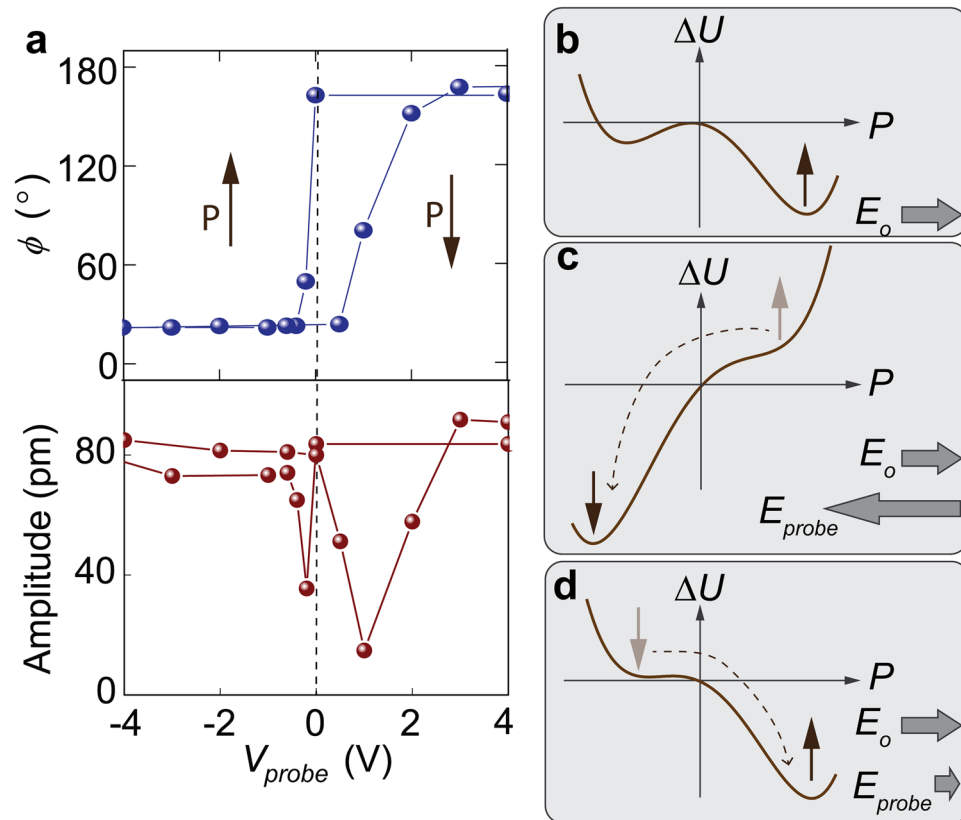 a
180
120
60
0
ϕ (°)
P
P
80
40
0
Amplitude (pm)
-4 -2 0 2 4
V_probe (V)
b
ΔU
P
E_o
c
ΔU
P
E_o
E_probe
d
ΔU
P
E_o
E_probe